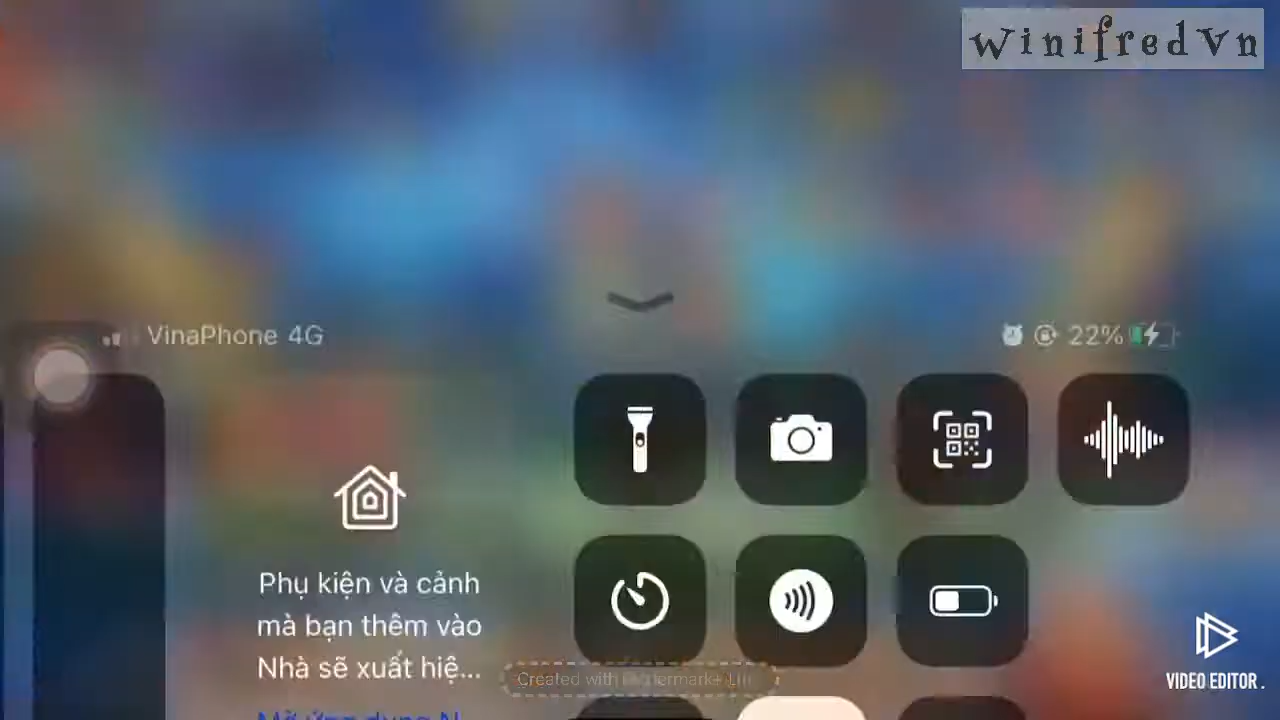 WinifredVn
VinaPhone 4G
22%
Phụ kiện và cảnh
mà bạn thêm vào
Nhà sẽ xuất hiệ...
Created with
VIDEO EDITOR.